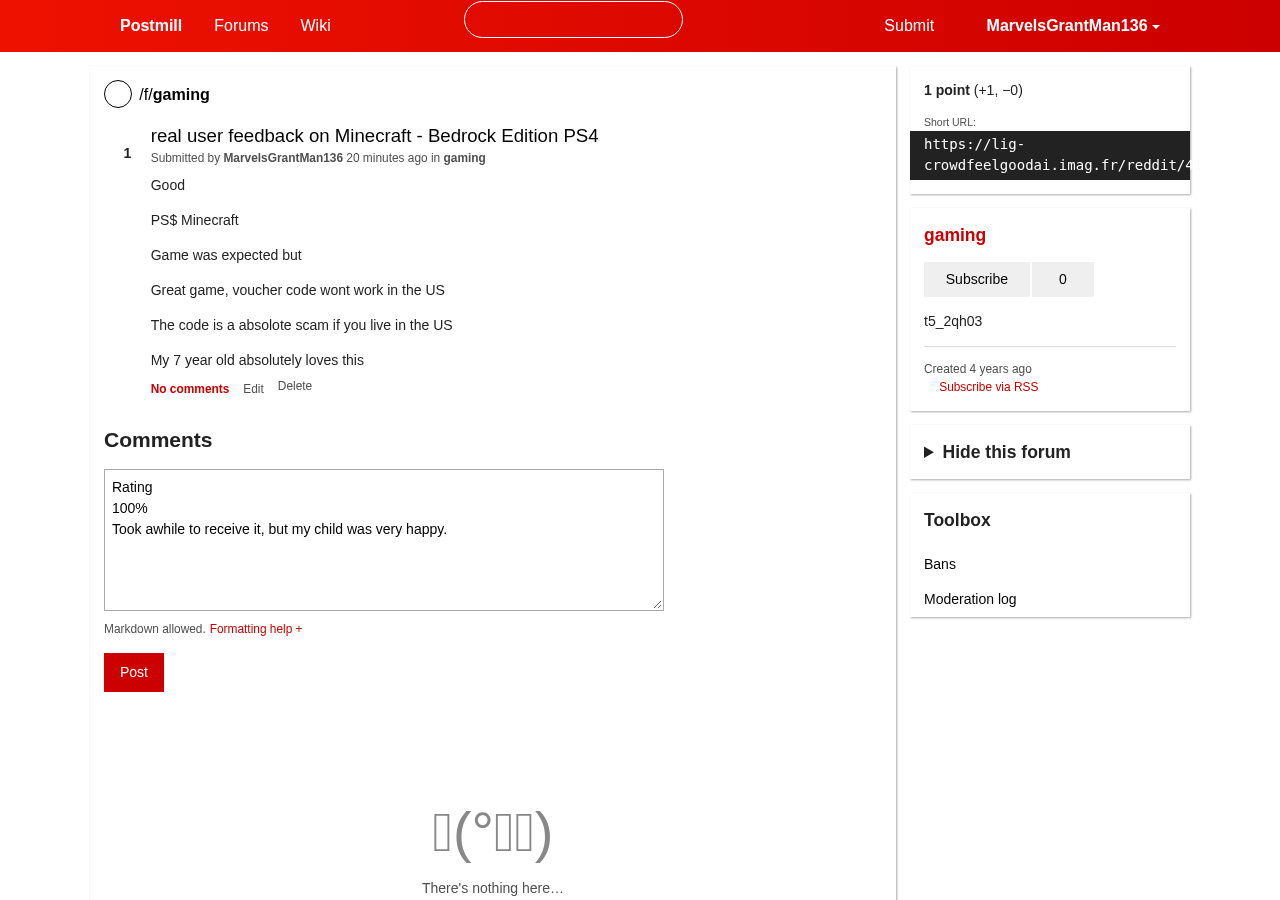 Postmill Forums Wiki Submit MarvelsGrantMan136
/f/gaming
real user feedback on Minecraft - Bedrock Edition PS4
1
Submitted by MarvelsGrantMan136 20 minutes ago in gaming
Good
PS$ Minecraft
Game was expected but
Great game, voucher code wont work in the US
The code is a absolote scam if you live in the US
My 7 year old absolutely loves this
No comments Edit Delete
Comments
Rating
100%
Took awhile to receive it, but my child was very happy.
Markdown allowed. Formatting help +
Post
There's nothing here…
1 point (+1, −0)
Short URL:
https://lig-
crowdfeelgoodai.imag.fr/reddit/4
gaming
Subscribe 0
t5_2qh03
Created 4 years ago
Subscribe via RSS
Hide this forum
Toolbox
Bans
Moderation log